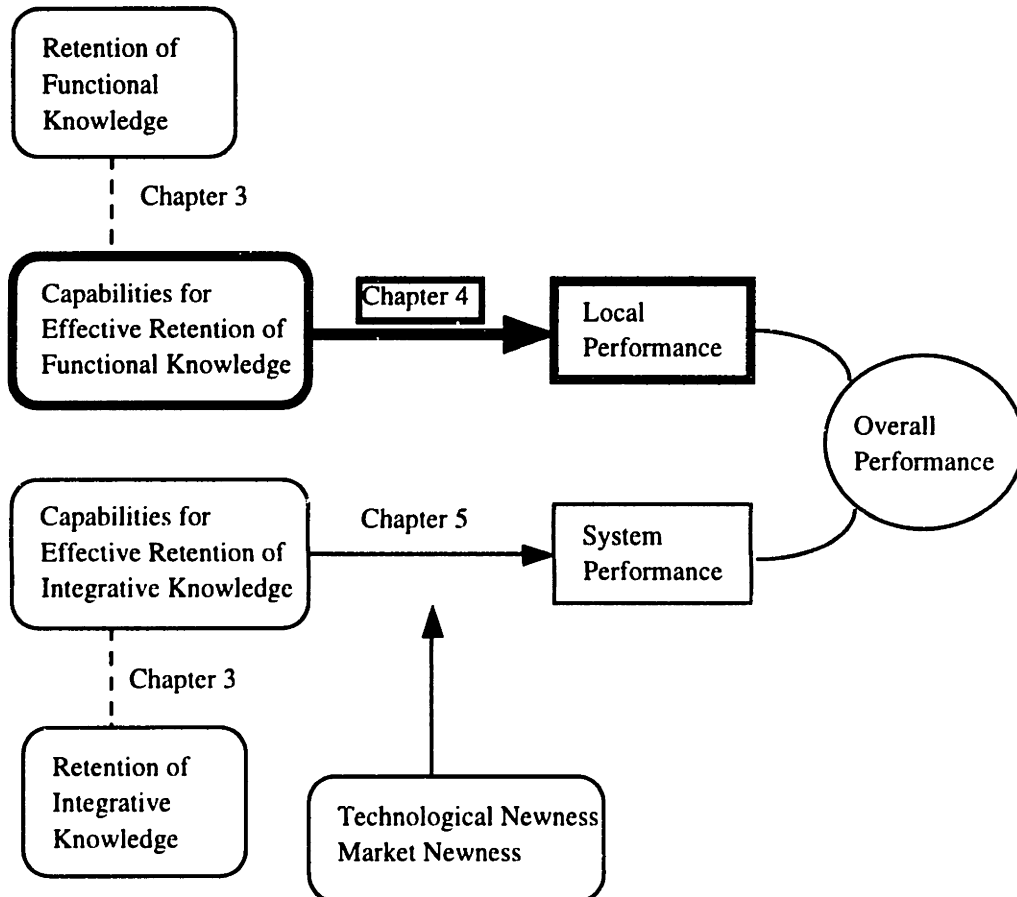 Retention of
Functional
Knowledge
Chapter 3
Capabilities for
Effective Retention of
Functional Knowledge
Chapter 4
Local
Performance
Overall
Performance
Capabilities for
Effective Retention of
Integrative Knowledge
Chapter 5
System
Performance
Chapter 3
Retention of
Integrative
Knowledge
Technological Newness
Market Newness